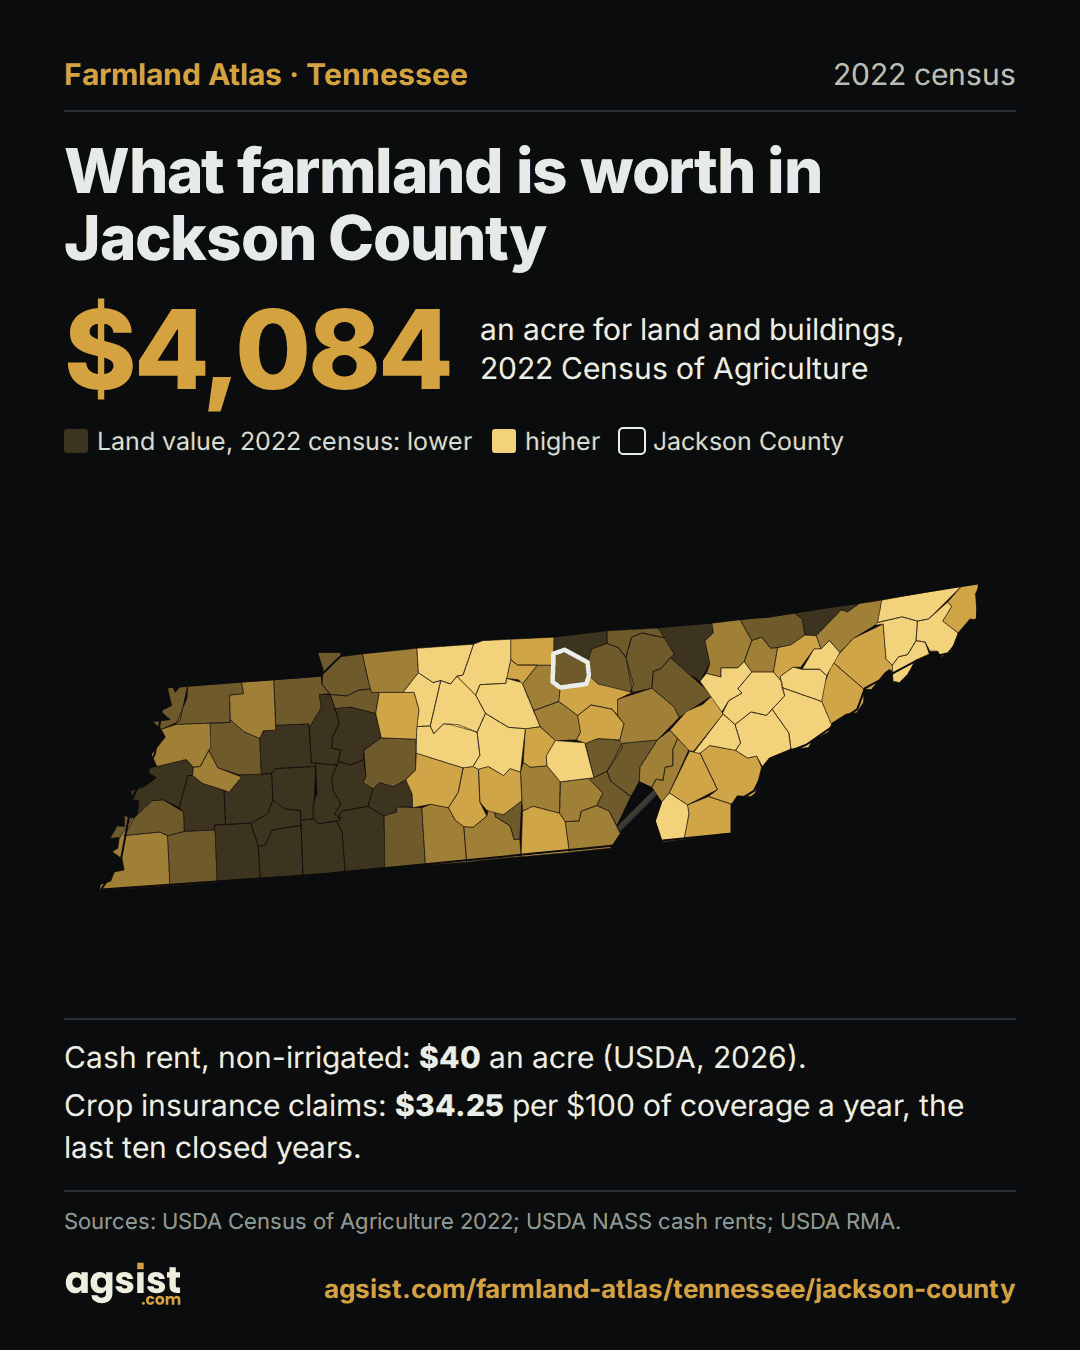 Farmland Atlas · Tennessee
2022 census
What farmland is worth in
Jackson County
$4,084
an acre for land and buildings,
2022 Census of Agriculture
Land value, 2022 census: lower
higher
Jackson County
Cash rent, non-irrigated: $40 an acre (USDA, 2026).
Crop insurance claims: $34.25 per $100 of coverage a year, the
last ten closed years.
Sources: USDA Census of Agriculture 2022; USDA NASS cash rents; USDA RMA.
agsist
.com
agsist.com/farmland-atlas/tennessee/jackson-county